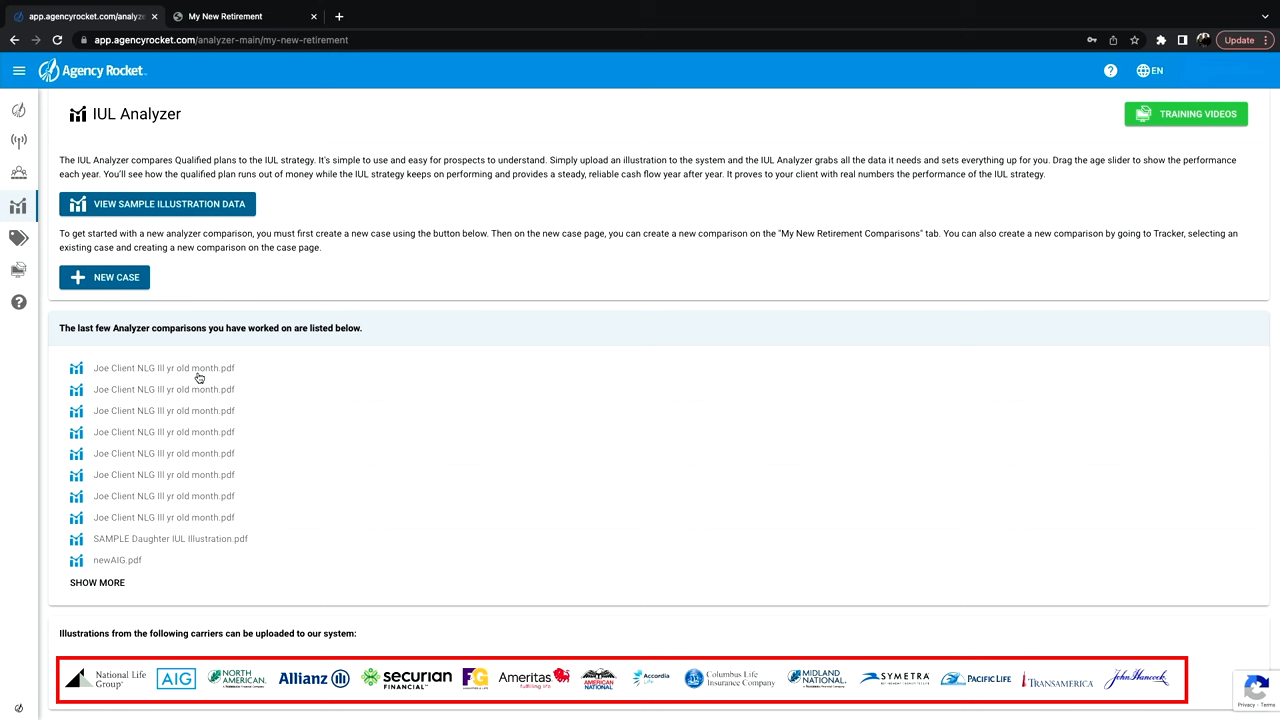 app.agencyrocket.com/analyze
My New Retirement
app.agencyrocket.com/analyzer-main/my-new-retirement
Update
Agency Rocket
EN
IUL Analyzer
TRAINING VIDEOS
The IUL Analyzer compares Qualified plans to the IUL strategy. It's simple to use and easy for prospects to understand. Simply upload an illustration to the system and the IUL Analyzer grabs all the data it needs and sets everything up for you. Drag the age slider to show the performance
each year. You'll see how the qualified plan runs out of money while the IUL strategy keeps on performing and provides a steady, reliable cash flow year after year. It proves to your client with real numbers the performance of the IUL strategy.
VIEW SAMPLE ILLUSTRATION DATA
To get started with a new analyzer comparison, you must first create a new case using the button below. Then on the new case page, you can create a new comparison on the "My New Retirement Comparisons" tab. You can also create a new comparison by going to Tracker, selecting an
existing case and creating a new comparison on the case page.
NEW CASE
The last few Analyzer comparisons you have worked on are listed below.
Joe Client NLG III yr old month.pdf
Joe Client NLG III yr old month.pdf
Joe Client NLG III yr old month.pdf
Joe Client NLG III yr old month.pdf
Joe Client NLG III yr old month.pdf
Joe Client NLG III yr old month.pdf
Joe Client NLG III yr old month.pdf
Joe Client NLG III yr old month.pdf
SAMPLE Daughter IUL Illustration.pdf
newAIG.pdf
SHOW MORE
Illustrations from the following carriers can be uploaded to our system:
National Life Group
AIG
NORTH AMERICAN
Allianz
securian FINANCIAL
FG
Ameritas fulfilling life
AMERICAN NATIONAL
Accordia Life
Columbus Life Insurance Company
MIDLAND NATIONAL
SYMETRA
PACIFIC LIFE
TRANSAMERICA
John Hancock
Privacy - Terms